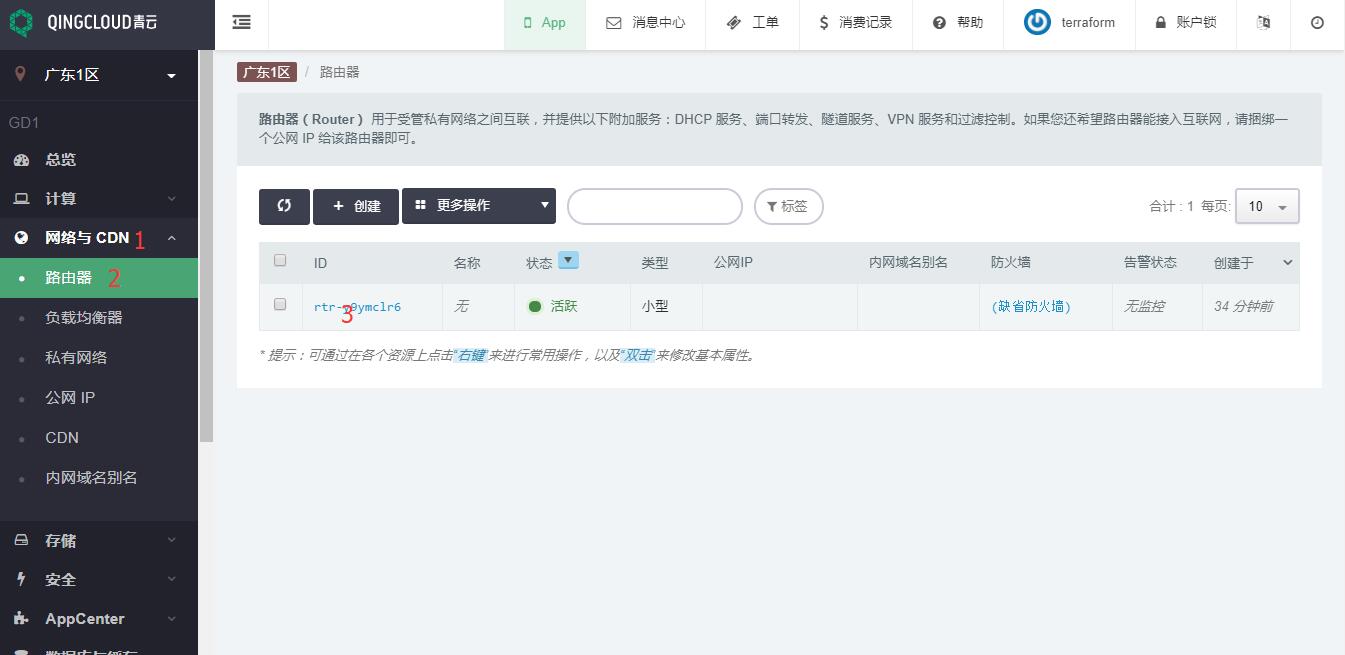 QINGCLOUD青云
App
消息中心
工单
消费记录
帮助
terraform
账户锁
广东1区
GD1
总览
计算
网络与 CDN 1
路由器 2
负载均衡器
私有网络
公网 IP
CDN
内网域名别名
存储
安全
AppCenter
广东1区 / 路由器
路由器（Router）用于受管私有网络之间互联，并提供以下附加服务：DHCP 服务、端口转发、隧道服务、VPN 服务和过滤控制。如果您还希望路由器能接入互联网，请捆绑一
个公网 IP 给该路由器即可。
+ 创建
更多操作
标签
合计 : 1 每页: 10
ID 名称 状态 类型 公网IP 内网域名别名 防火墙 告警状态 创建于
9ymclr6 无 活跃 小型 (缺省防火墙) 无监控 34 分钟前
3
* 提示：可通过在各个资源上点击"右键"来进行常用操作，以及"双击"来修改基本属性。